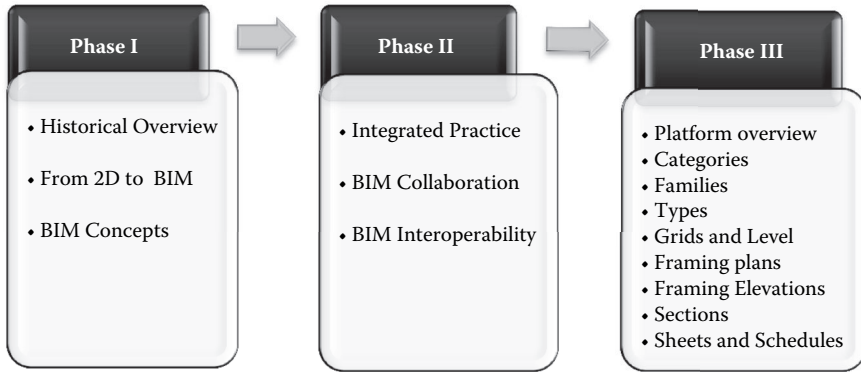 Phase I
• Historical Overview
• From 2D to BIM
• BIM Concepts
Phase II
• Integrated Practice
• BIM Collaboration
• BIM Interoperability
Phase III
• Platform overview
• Categories
• Families
• Types
• Grids and Level
• Framing plans
• Framing Elevations
• Sections
• Sheets and Schedules